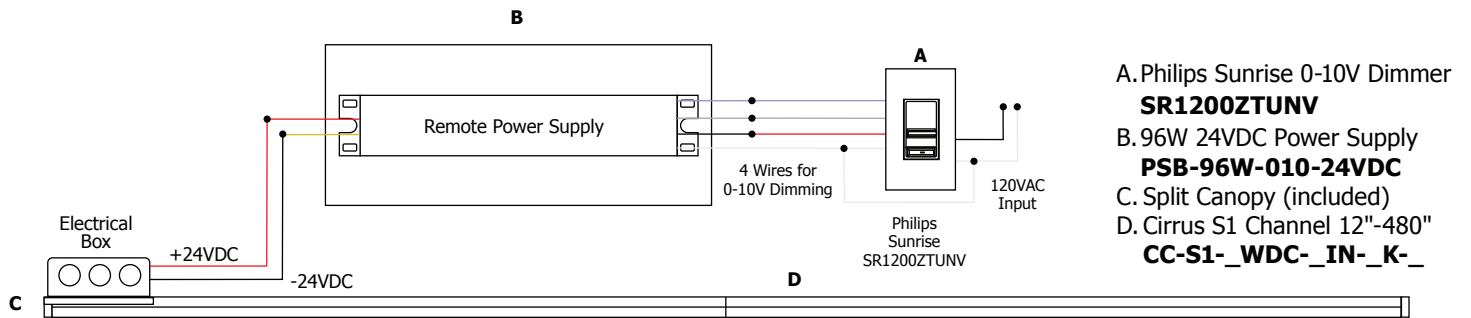 B
A
Remote Power Supply
4 Wires for
0-10V Dimming
120VAC
Input
Philips
Sunrise
SR1200ZTUNV
Electrical
Box
+24VDC
-24VDC
C
D
A. Philips Sunrise 0-10V Dimmer
SR1200ZTUNV
B. 96W 24VDC Power Supply
PSB-96W-010-24VDC
C. Split Canopy (included)
D. Cirrus S1 Channel 12"-480"
CC-S1-_WDC-_IN-_K-_